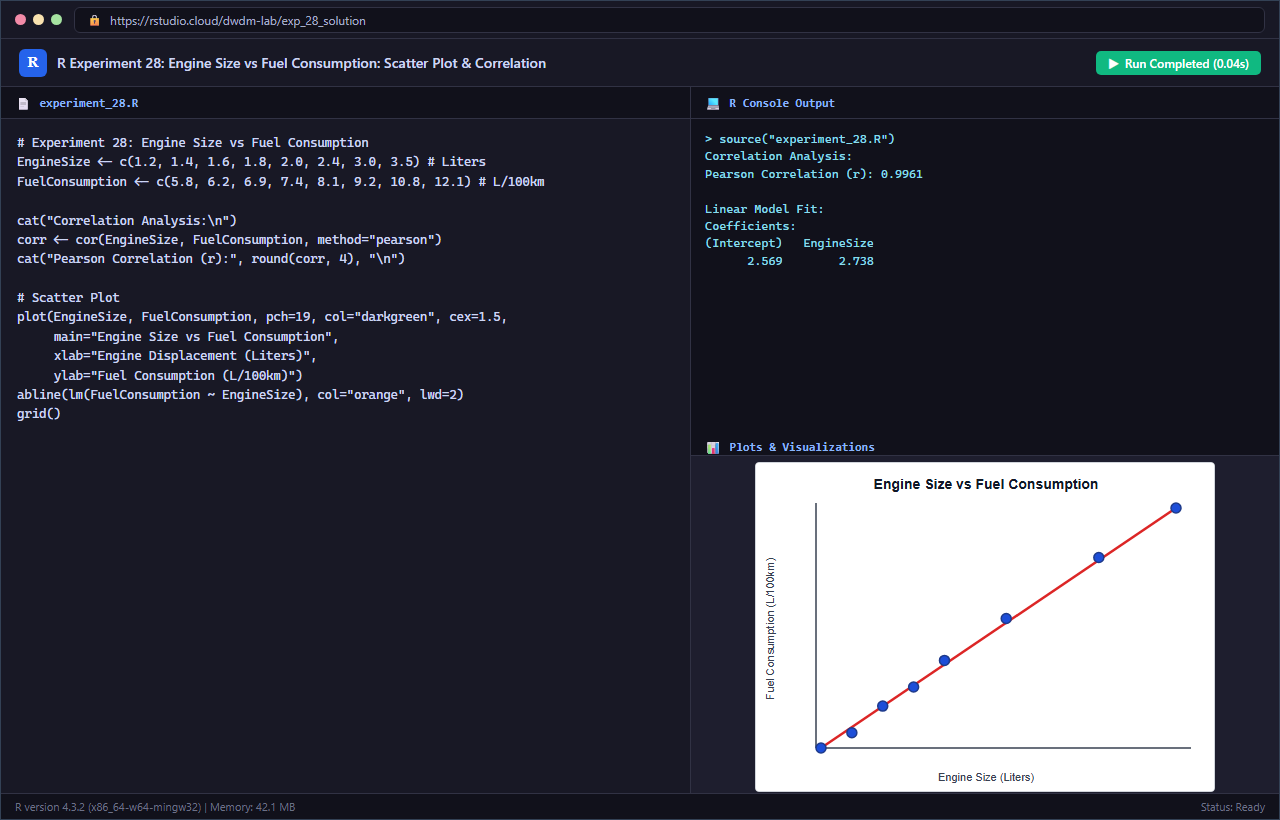 https://rstudio.cloud/dwdm-lab/exp_28_solution
R R Experiment 28: Engine Size vs Fuel Consumption: Scatter Plot & Correlation
▶ Run Completed (0.04s)
experiment_28.R
# Experiment 28: Engine Size vs Fuel Consumption
EngineSize <- c(1.2, 1.4, 1.6, 1.8, 2.0, 2.4, 3.0, 3.5) # Liters
FuelConsumption <- c(5.8, 6.2, 6.9, 7.4, 8.1, 9.2, 10.8, 12.1) # L/100km
cat("Correlation Analysis:\n")
corr <- cor(EngineSize, FuelConsumption, method="pearson")
cat("Pearson Correlation (r):", round(corr, 4), "\n")
# Scatter Plot
plot(EngineSize, FuelConsumption, pch=19, col="darkgreen", cex=1.5,
main="Engine Size vs Fuel Consumption",
xlab="Engine Displacement (Liters)",
ylab="Fuel Consumption (L/100km)")
abline(lm(FuelConsumption ~ EngineSize), col="orange", lwd=2)
grid()
R Console Output
> source("experiment_28.R")
Correlation Analysis:
Pearson Correlation (r): 0.9961
Linear Model Fit:
Coefficients:
(Intercept) EngineSize
2.569 2.738
Plots & Visualizations
Engine Size vs Fuel Consumption
Fuel Consumption (L/100km)
Engine Size (Liters)
R version 4.3.2 (x86_64-w64-mingw32) | Memory: 42.1 MB
Status: Ready